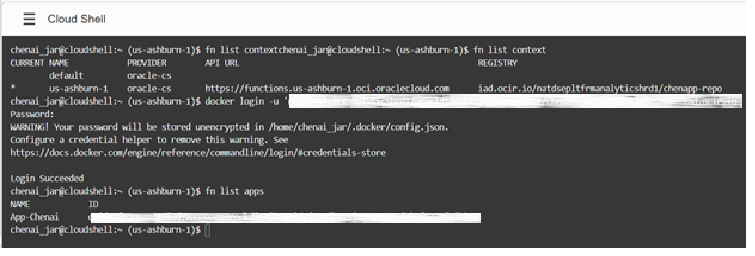 Cloud Shell
chenai_jar@cloudshell:~ (us-ashburn-1)$ fn list contextchenai_jar@cloudshell:~ (us-ashburn-1)$ fn list context
CURRENT NAME PROVIDER API URL REGISTRY
default oracle-cs
* us-ashburn-1 oracle-cs https://functions.us-ashburn-1.oci.oraclecloud.com iad.ocir.io/natdsepltfrmanalyticshrd1/chenapp-repo
chenai_jar@cloudshell:~ (us-ashburn-1)$ docker login -u '
Password:
WARNING! Your password will be stored unencrypted in /home/chenai_jar/.docker/config.json.
Configure a credential helper to remove this warning. See
https://docs.docker.com/engine/reference/commandline/login/#credentials-store
Login Succeeded
chenai_jar@cloudshell:~ (us-ashburn-1)$ fn list apps
NAME ID
App-Chenai
chenai_jar@cloudshell:~ (us-ashburn-1)$